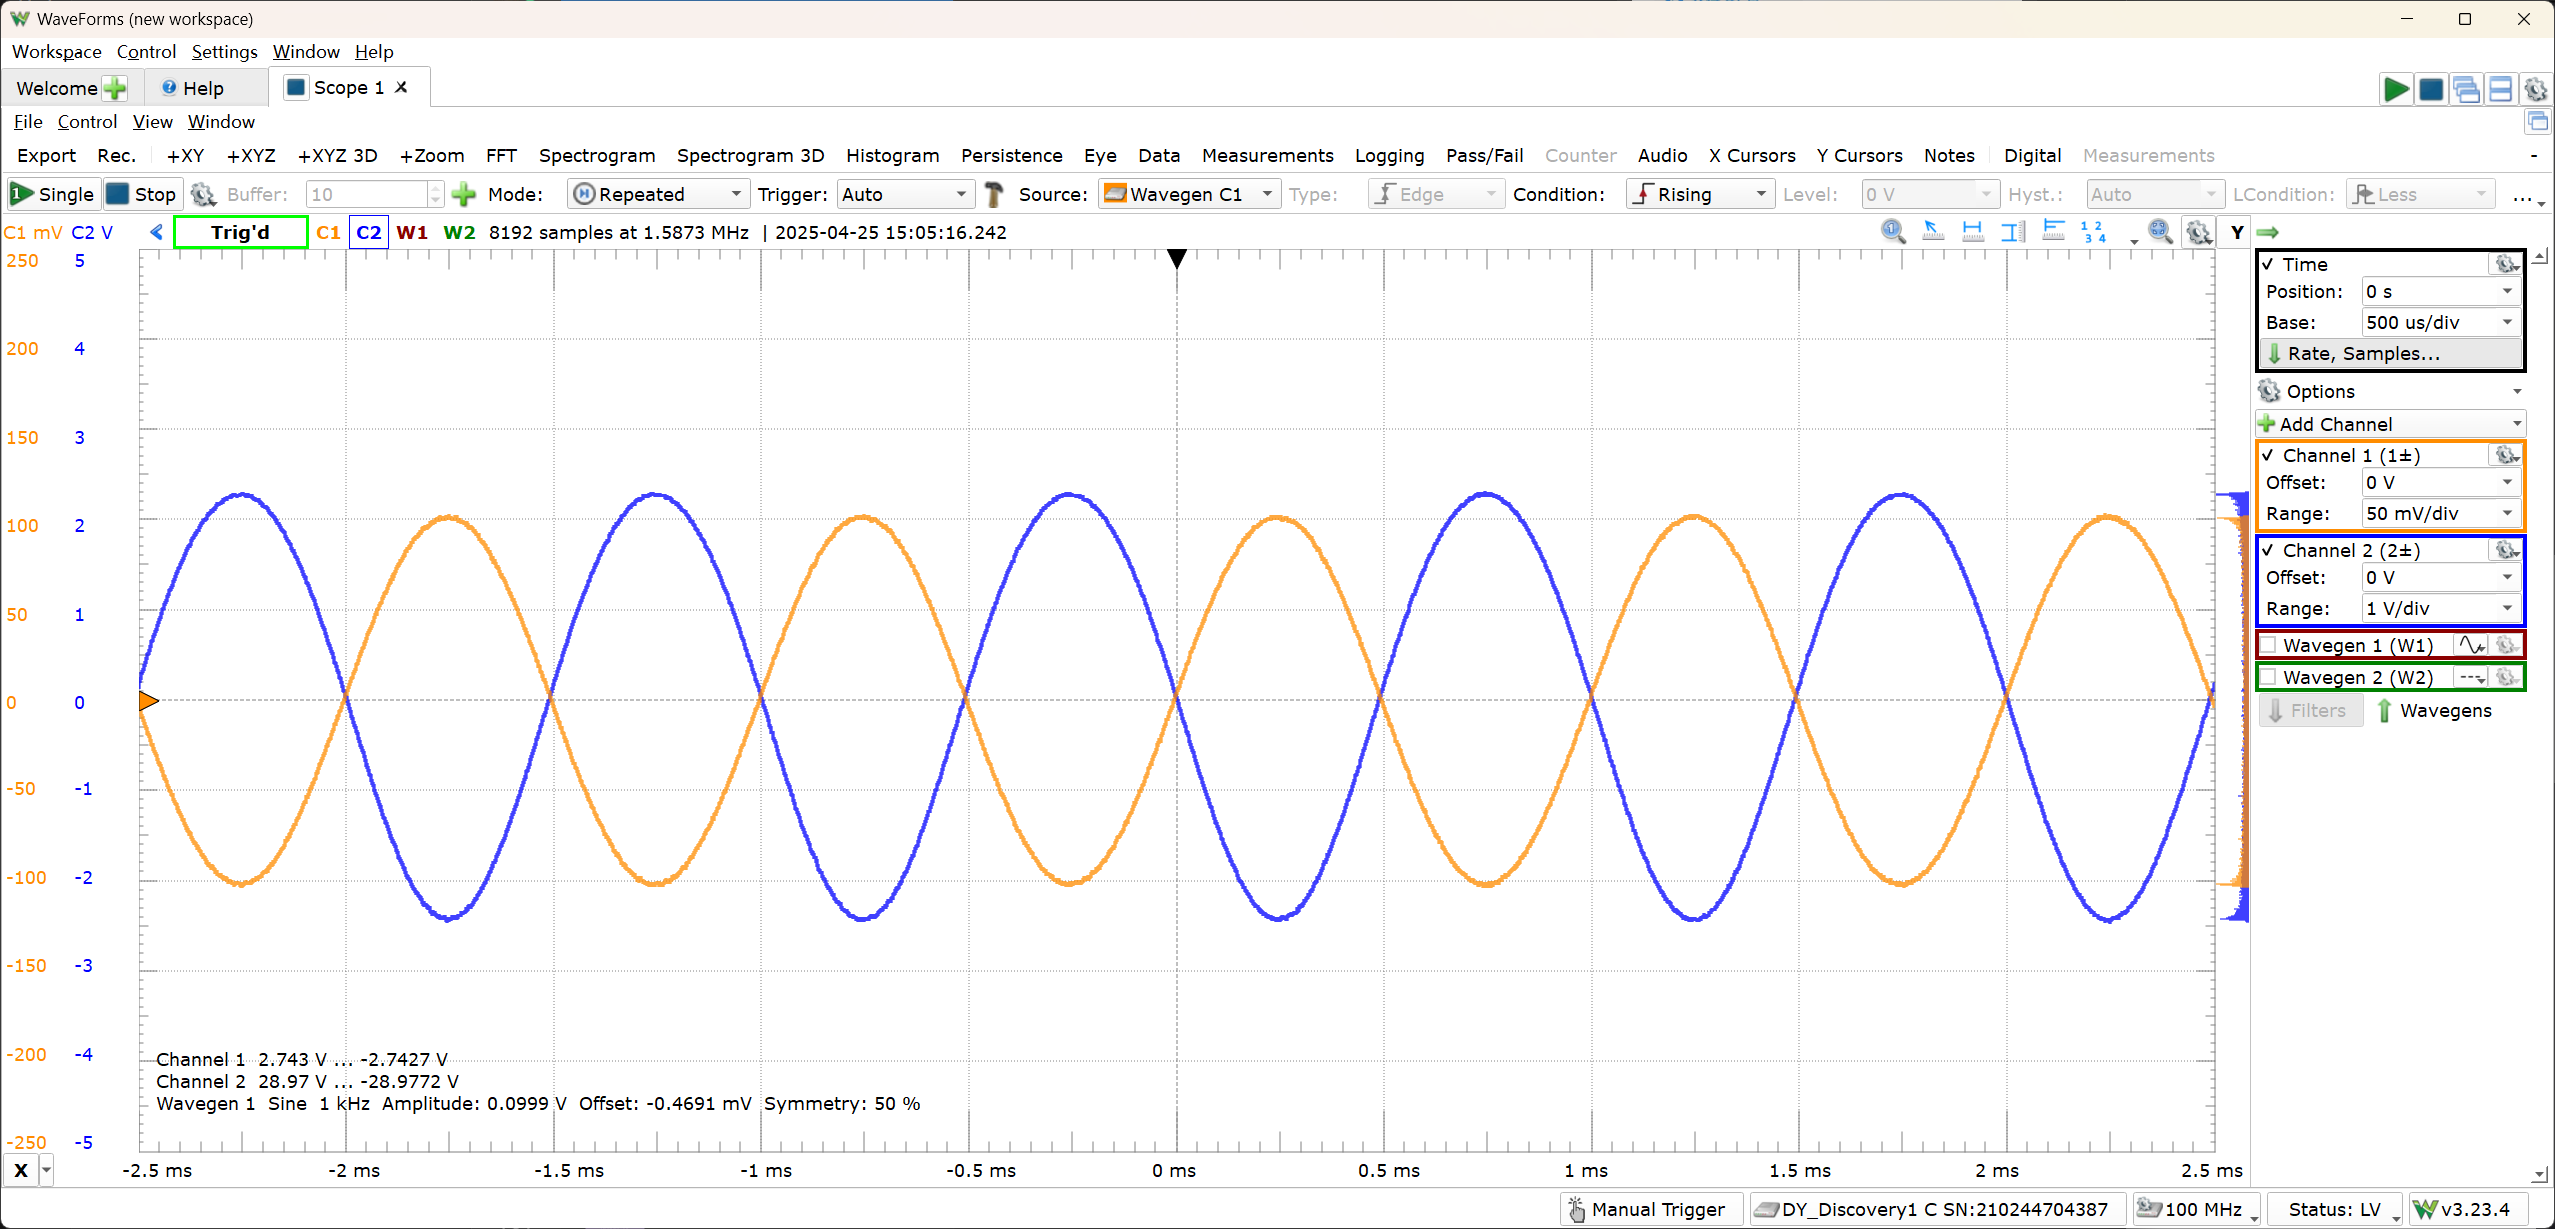 WaveForms (new workspace)
Workspace Control Settings Window Help
Welcome Help Scope 1
File Control View Window
Export Rec. +XY +XYZ +XYZ 3D +Zoom FFT Spectrogram Spectrogram 3D Histogram Persistence Eye Data Measurements Logging Pass/Fail Counter Audio X Cursors Y Cursors Notes Digital Measurements -
Single Stop Buffer: 10 Mode: Repeated Trigger: Auto Source: Wavegen C1 Type: Edge Condition: Rising Level: 0 V Hyst.: Auto LCondition: Less ...
C1 mV C2 V Trig'd C1 C2 W1 W2 8192 samples at 1.5873 MHz | 2025-04-25 15:05:16.242 Y
250 5
200 4
150 3
100 2
50 1
0 0
-50 -1
-100 -2
-150 -3
-200 -4
-250 -5
Channel 1 2.743 V ... -2.7427 V
Channel 2 28.97 V ... -28.9772 V
Wavegen 1 Sine 1 kHz Amplitude: 0.0999 V Offset: -0.4691 mV Symmetry: 50 %
X -2.5 ms -2 ms -1.5 ms -1 ms -0.5 ms 0 ms 0.5 ms 1 ms 1.5 ms 2 ms 2.5 ms
Time
Position: 0 s
Base: 500 us/div
Rate, Samples...
Options
Add Channel
Channel 1 (1±)
Offset: 0 V
Range: 50 mV/div
Channel 2 (2±)
Offset: 0 V
Range: 1 V/div
Wavegen 1 (W1)
Wavegen 2 (W2)
Filters Wavegens
Manual Trigger DY_Discovery1 C SN:210244704387 100 MHz Status: LV v3.23.4